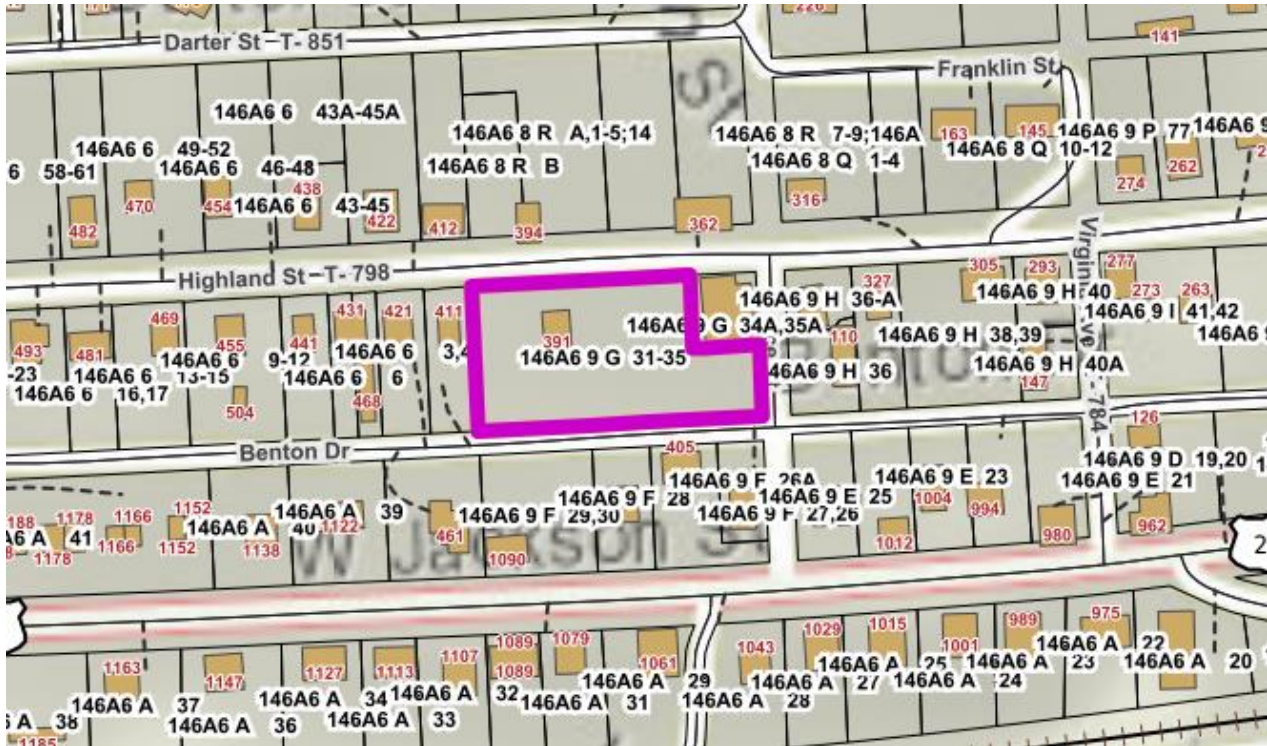 226
141
Darter St - T- 851
Franklin St
146A6 6 43A-45A
146A6 8 R A,1-5;14
146A6 8 R 7-9;146A
163
145
146A6 9 P 77
146A6 9
146A6 6 49-52
146A6 6 46-48
146A6 8 R B
146A6 8 Q 1-4
146A6 8 Q 10-12
6 58-61
438
274
262
470
454
146A6 6 43-45
422
412
394
362
316
482
St
Highland St - T- 798
327
305
293
277
273
263
146A6 9 H 36-A
146A6 9 H 40
146A6 9 I 41,42
469
431
421
411
391
146A6 9 G 34A,35A
110
146A6 9 H 38,39
146A6 9
493
481
455
441
146A6 6 9-12
146A6 6 6
3,4
146A6 9 G 31-35
146A6 9 H 36
146A6 9 H 40A
147
-23
146A6 6 13-15
146A6 6 16,17
504
468
784
Benton Dr
405
126
146A6 9 F 28
146A6 9 F 26A
146A6 9 E 23
146A6 9 D 19,20
146A6 9 F 29,30
146A6 9 F 27,26
146A6 9 E 25
146A6 9 E 21
1004
994
188
1178
1166
1152
146A6 A 40
146A6 A 39
1122
6 A 41
1178
1166
1152
1138
461
1090
1012
980
962
W Jackson St
2
1163
1147
1127
1113
1107
1089
1089
1079
1061
1043
1029
1015
1001
989
975
146A6 A 37
146A6 A 36
146A6 A 34
146A6 A 33
146A6 A 32
146A6 A 31
146A6 A 29
146A6 A 28
146A6 A 27
146A6 A 25
146A6 A 24
146A6 A 23
146A6 A 22
146A6 A 20
A 38
1185